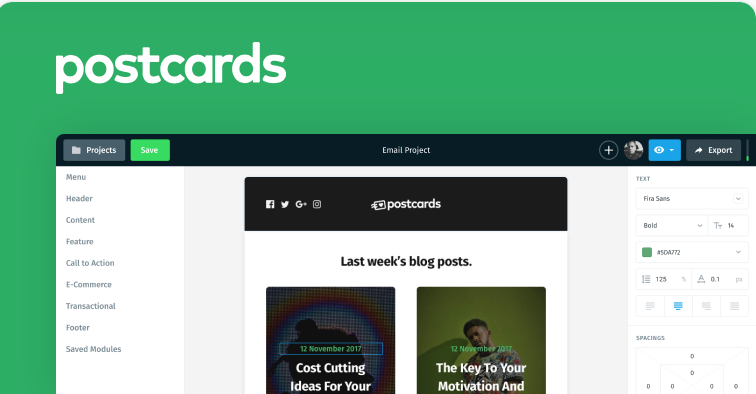 postcards
Projects
Save
Email Project
Export
Menu
Header
Content
Feature
Call to Action
E-Commerce
Transactional
Footer
Saved Modules
G+
postcards
Last week's blog posts.
12 November 2017
Cost Cutting
Ideas For Your
12 November 2017
The Key To Your
Motivation And
TEXT
Fira Sans
Bold
TT 14
#5DA772
125 %
A 0.1 px
SPACINGS
0
0
0 0 0 0